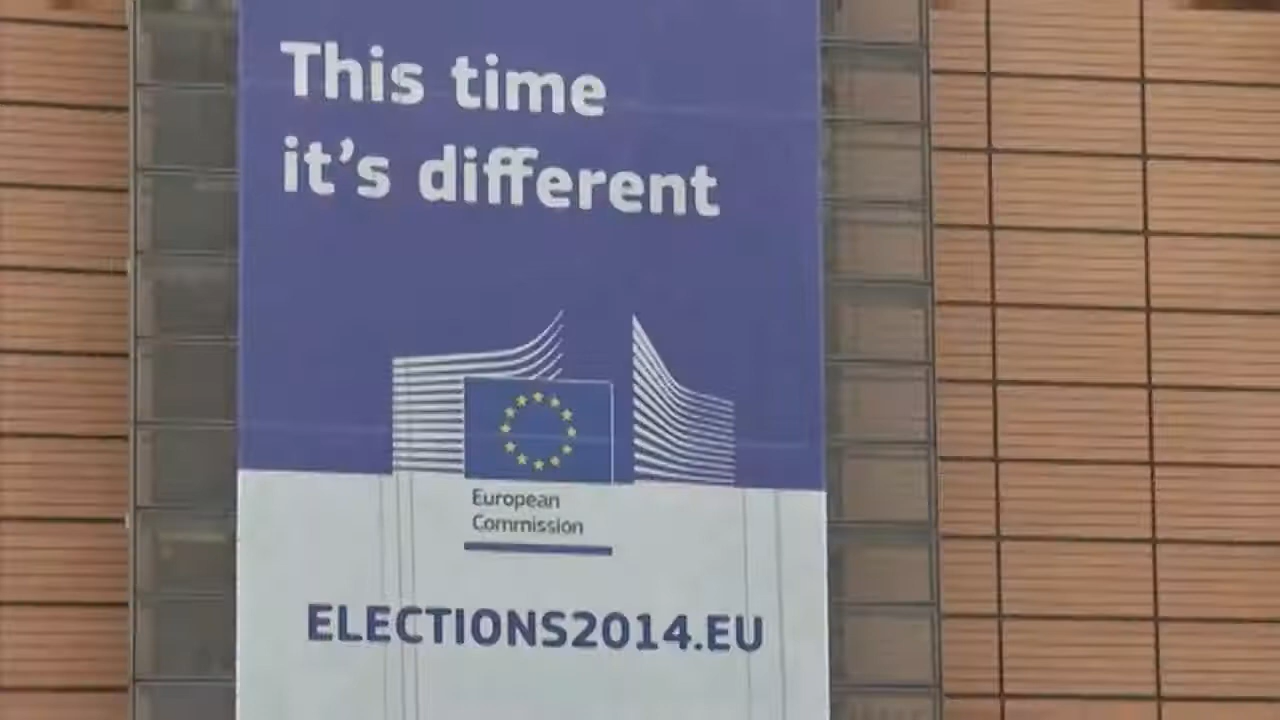 This time
it's different
European
Commission
ELECTIONS2014.EU